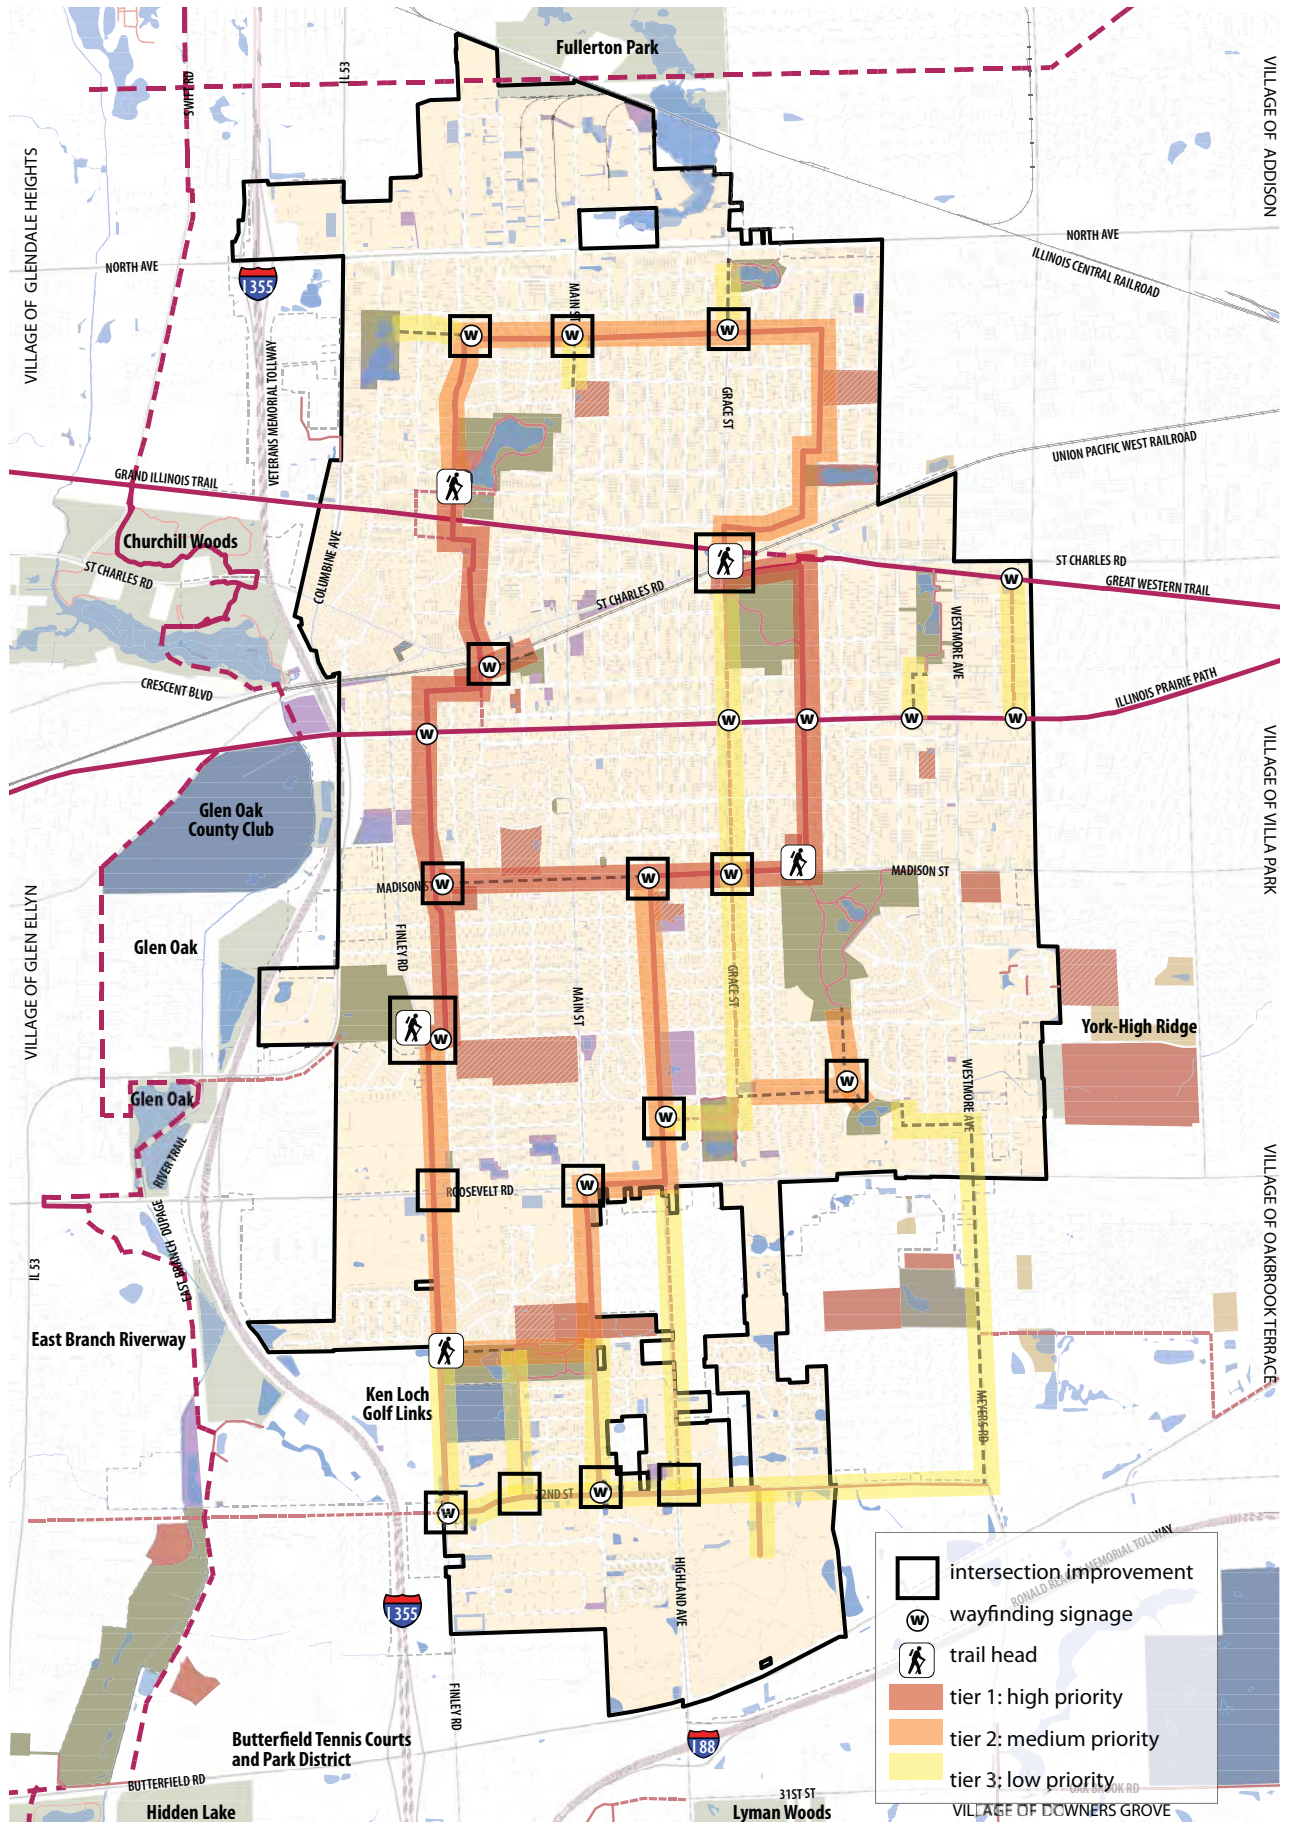 Fullerton Park
IL 53
SWIFT RD
VILLAGE OF ADDISON
VILLAGE OF GLENDALE HEIGHTS
NORTH AVE
NORTH AVE
ILLINOIS CENTRAL RAILROAD
I 355
MAIN ST
W
W
W
VETERANS MEMORIAL TOLLWAY
GRACE ST
UNION PACIFIC WEST RAILROAD
GRAND ILLINOIS TRAIL
Churchill Woods
COLUMBINE AVE
ST CHARLES RD
ST CHARLES RD
ST CHARLES RD
GREAT WESTERN TRAIL
W
WESTMORE AVE
W
CRESCENT BLVD
ILLINOIS PRAIRIE PATH
W
W
W
W
W
VILLAGE OF VILLA PARK
Glen Oak
County Club
MADISON ST
W
W
W
MADISON ST
VILLAGE OF GLEN ELLYN
Glen Oak
FINLEY RD
GRACE ST
MAIN ST
W
York-High Ridge
WESTMORE AVE
W
Glen Oak
W
RIVER TRAIL
EAST BRANCH DUPAGE
ROOSEVELT RD
W
VILLAGE OF OAKBROOK TERRACE
IL 53
East Branch Riverway
Ken Loch
Golf Links
MEYERS RD
22ND ST
W
W
HIGHLAND AVE
I 355
RONALD REAGAN MEMORIAL TOLLWAY
intersection improvement
W wayfinding signage
trail head
tier 1: high priority
tier 2: medium priority
tier 3: low priority
FINLEY RD
I 88
Butterfield Tennis Courts
and Park District
BUTTERFIELD RD
OAK BROOK RD
31ST ST
Hidden Lake
Lyman Woods
VILLAGE OF DOWNERS GROVE